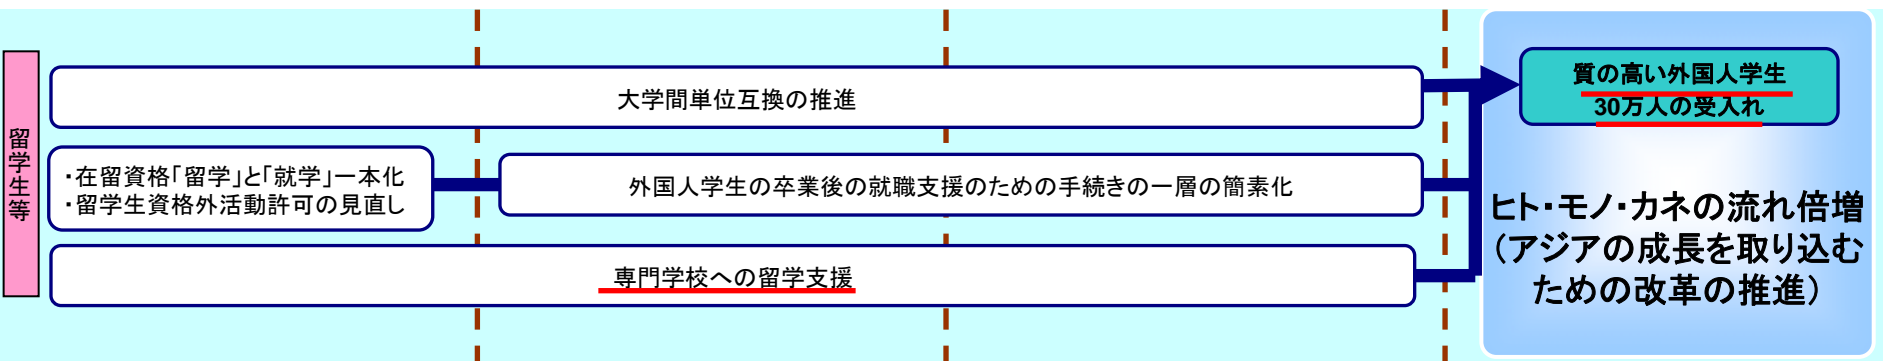 留学生等
大学間単位互換の推進
・在留資格「留学」と「就学」一本化
・留学生資格外活動許可の見直し
外国人学生の卒業後の就職支援のための手続きの一層の簡素化
専門学校への留学支援
質の高い外国人学生
30万人の受入れ
ヒト・モノ・カネの流れ倍増
(アジアの成長を取り込む
ための改革の推進)